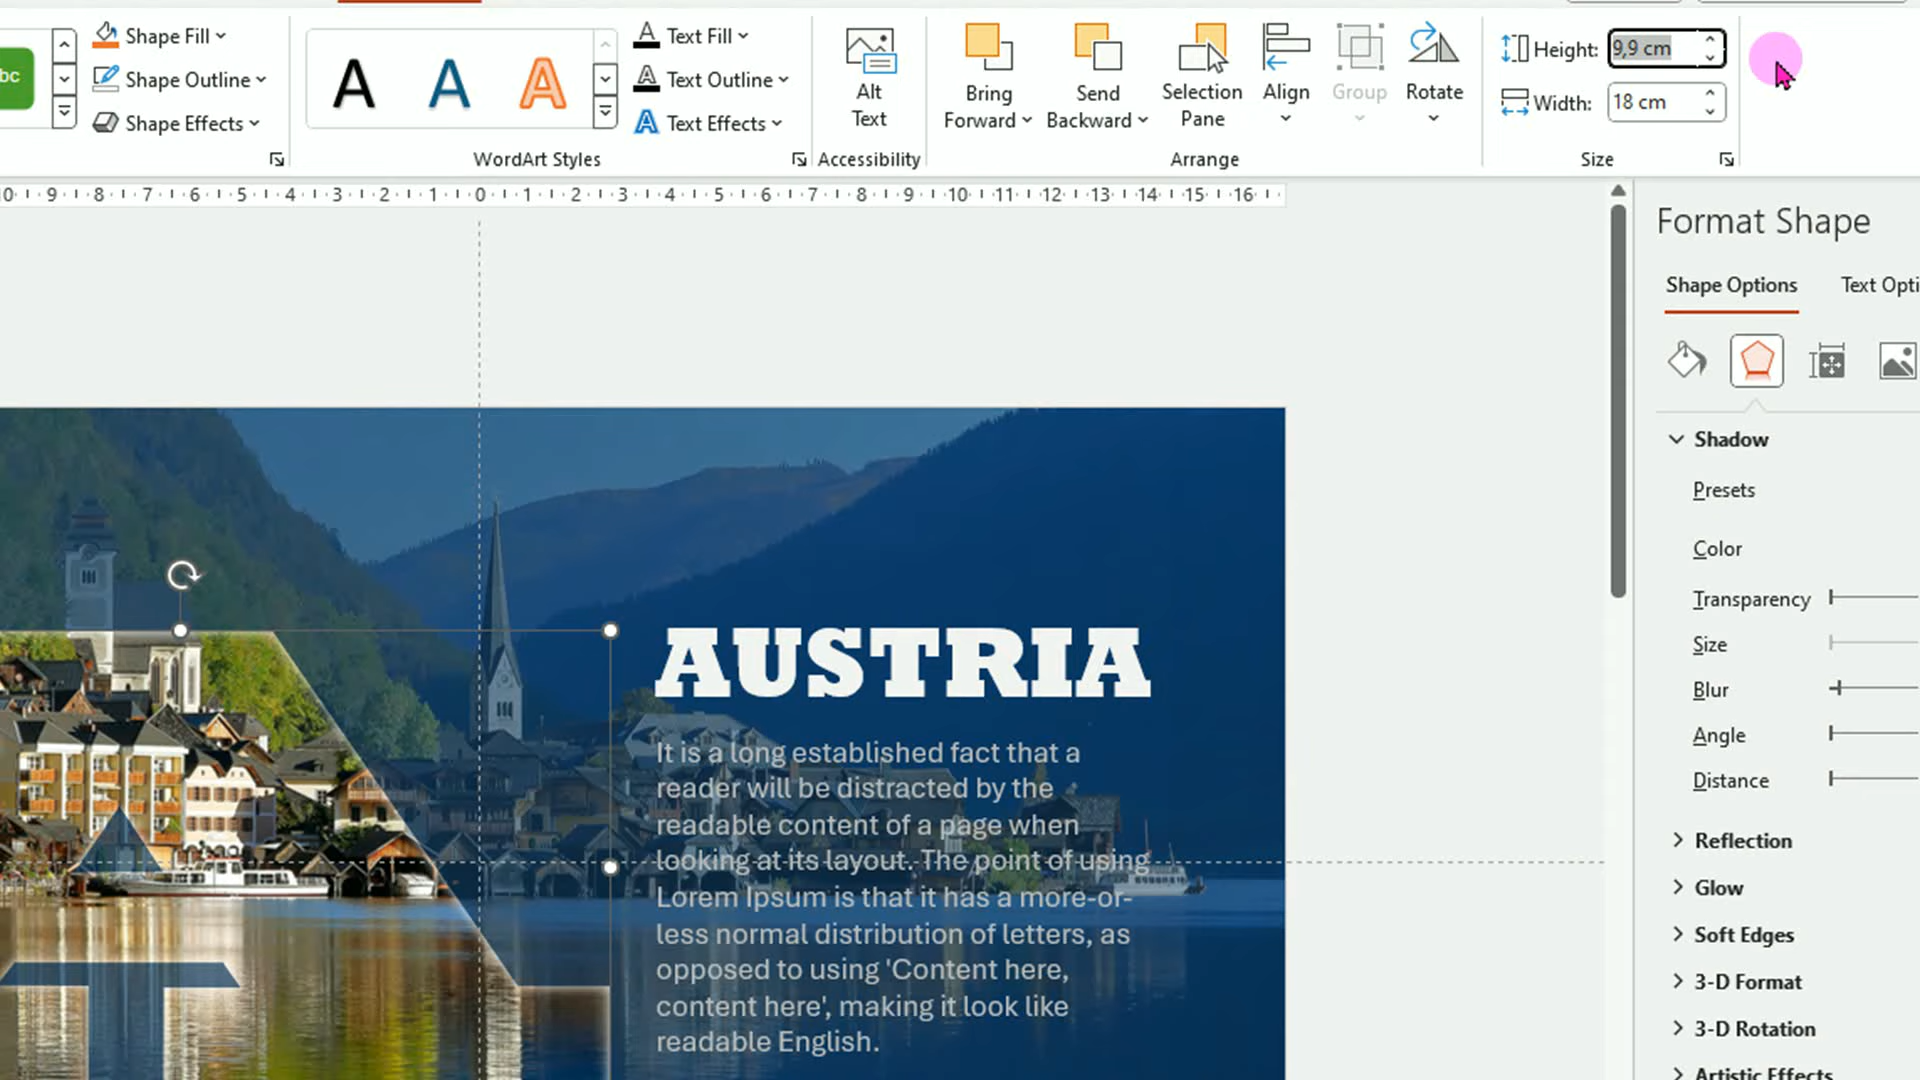 bc
Shape Fill
Shape Outline
Shape Effects
A A A
Text Fill
Text Outline
Text Effects
WordArt Styles
Alt Text
Accessibility
Bring Forward
Send Backward
Selection Pane
Align
Group
Rotate
Arrange
Height: 9,9 cm
Width: 18 cm
Size
0 9 8 7 6 5 4 3 2 1 0 1 2 3 4 5 6 7 8 9 10 11 12 13 14 15 16
Format Shape
Shape Options Text Opti
Shadow
Presets
Color
Transparency
Size
Blur
Angle
Distance
Reflection
Glow
Soft Edges
3-D Format
3-D Rotation
Artistic Effects
AUSTRIA
It is a long established fact that a
reader will be distracted by the
readable content of a page when
looking at its layout. The point of using
Lorem Ipsum is that it has a more-or-
less normal distribution of letters, as
opposed to using 'Content here,
content here', making it look like
readable English.